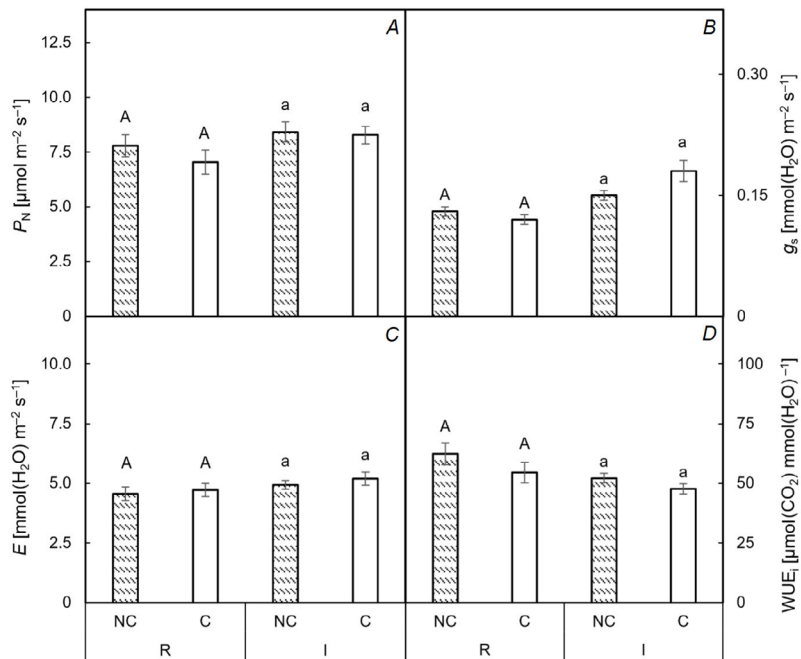 A
B
12.5
10.0
7.5
5.0
2.5
0
P_N [µmol m⁻² s⁻¹]
A
A
a
a
A
A
a
a
0.30
0.15
0
g_s [mmol(H₂O) m⁻² s⁻¹]
C
D
10.0
7.5
5.0
2.5
0
E [mmol(H₂O) m⁻² s⁻¹]
A
A
a
a
A
A
a
a
100
75
50
25
0
WUE_i [µmol(CO₂) mmol(H₂O)⁻¹]
NC C NC C NC C NC C
R I R I